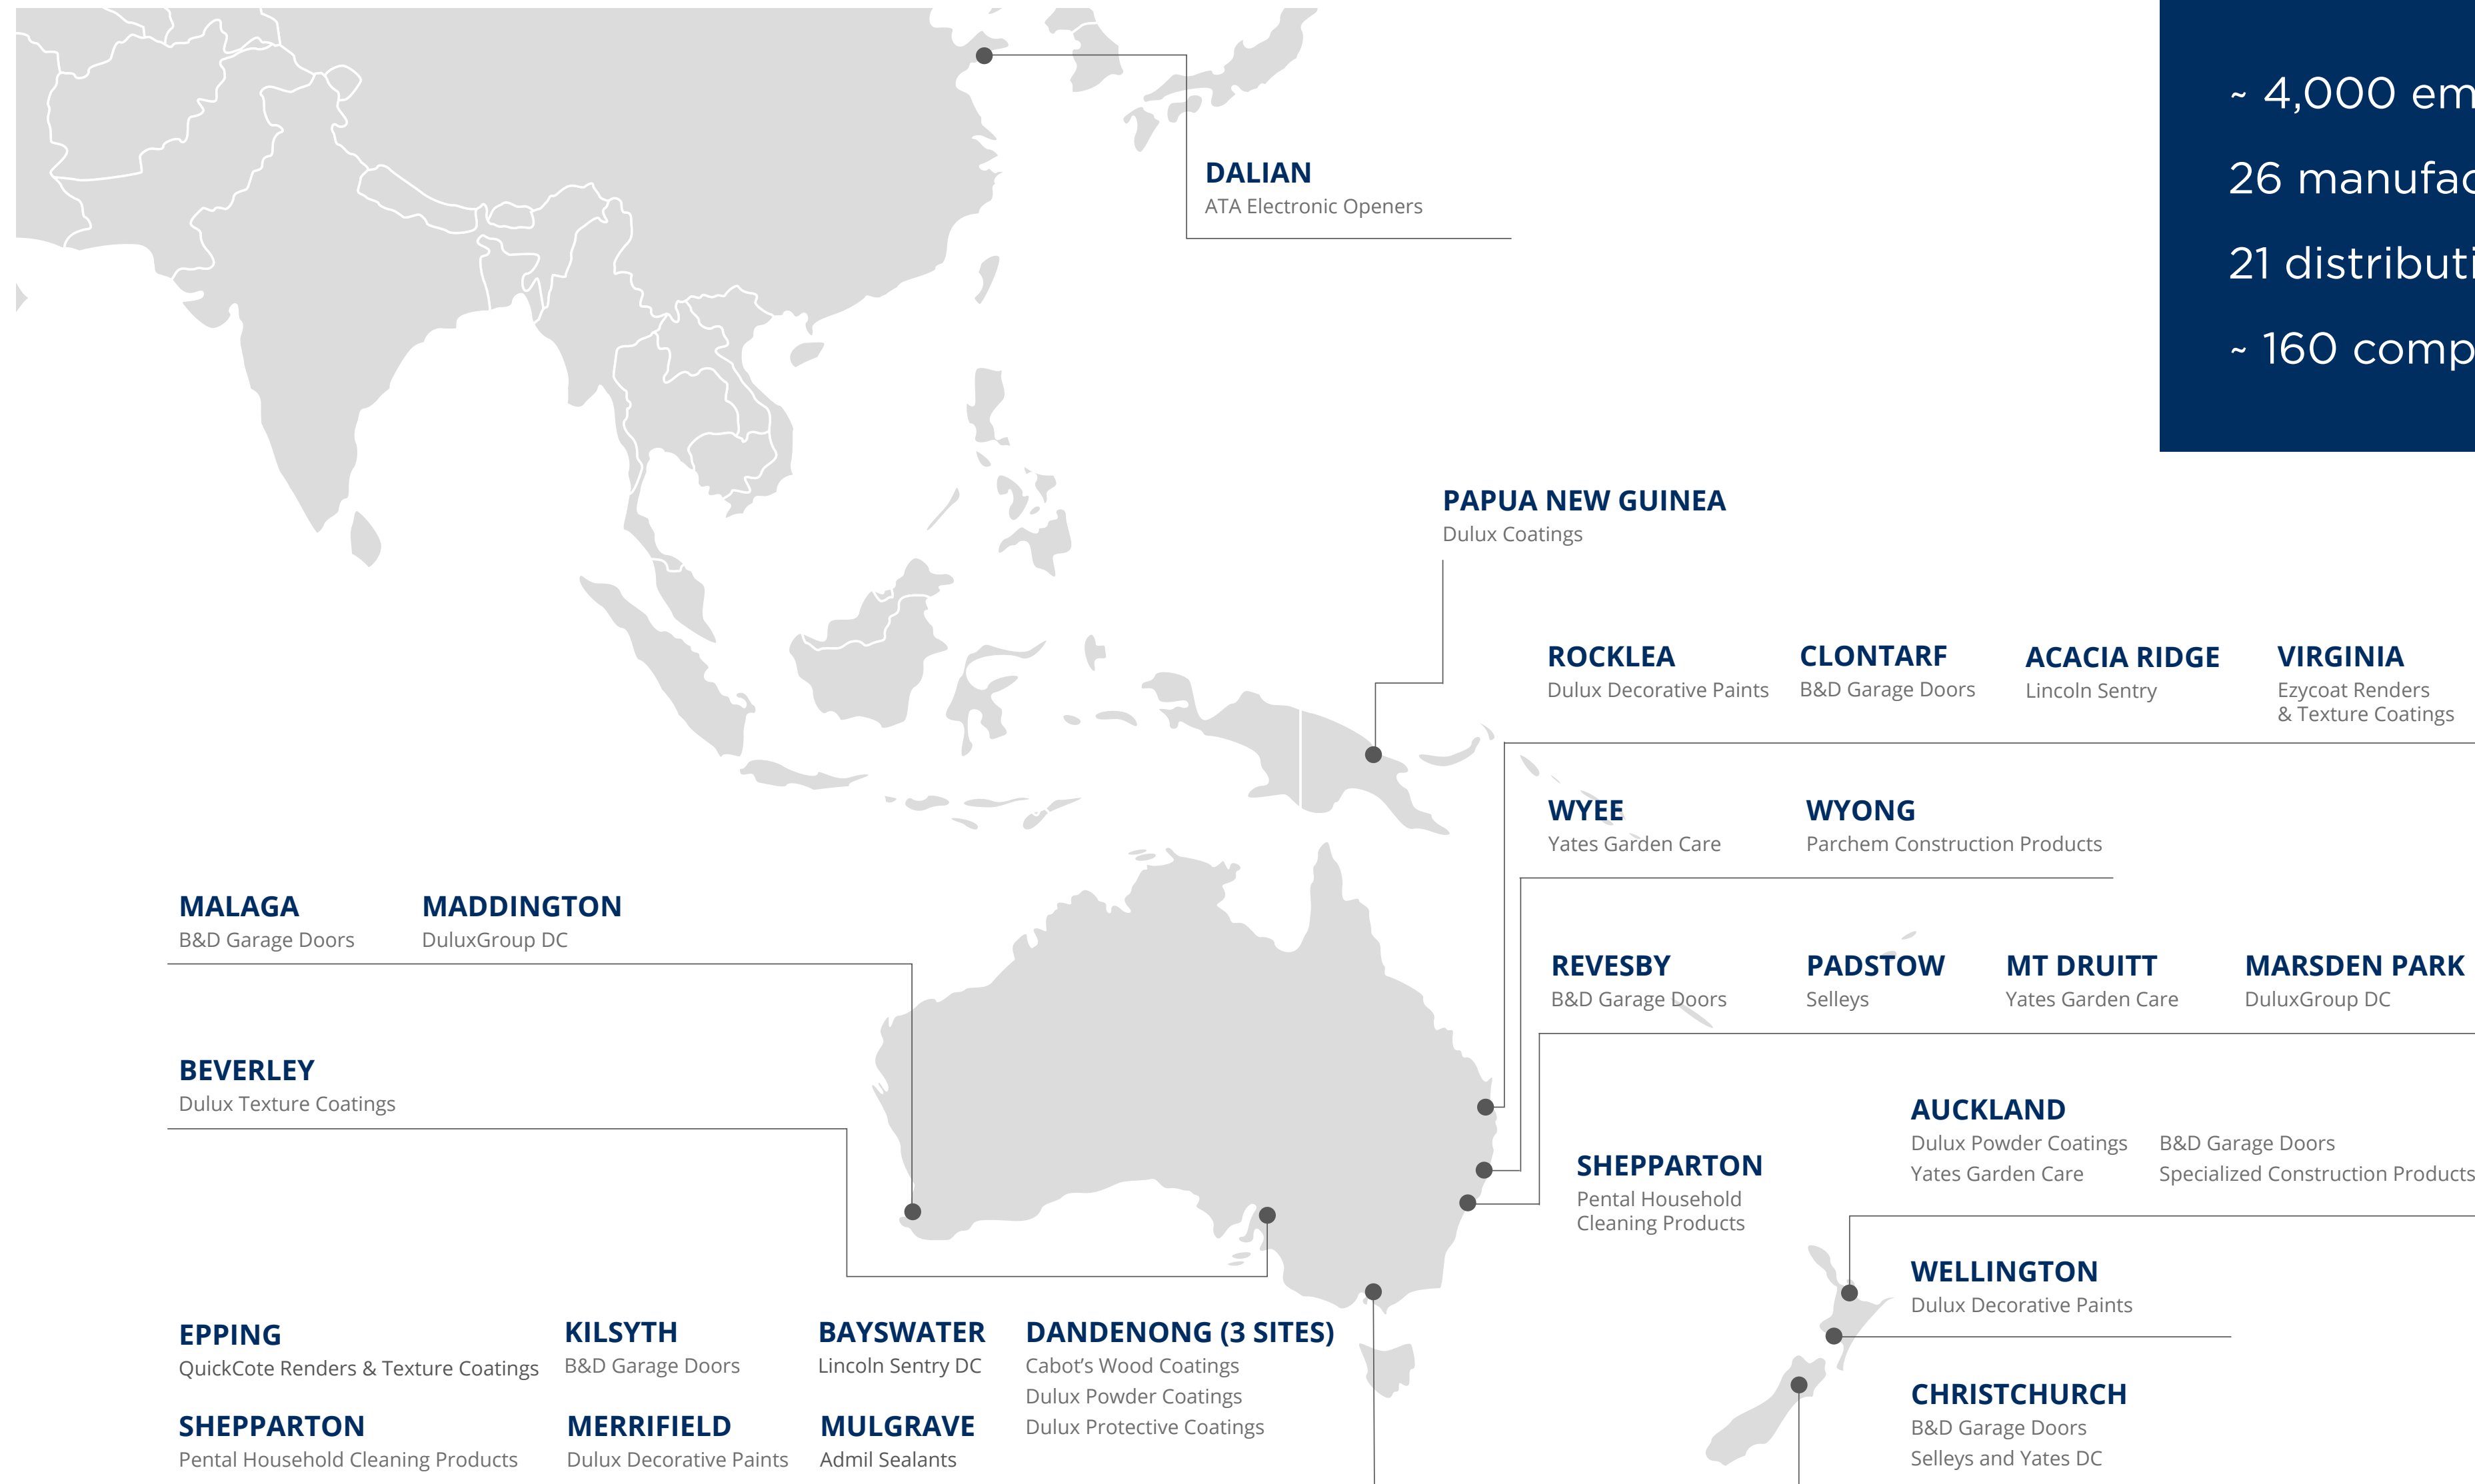 ~ 4,000 em
26 manufac
21 distributi
~ 160 comp
DALIAN
ATA Electronic Openers
PAPUA NEW GUINEA
Dulux Coatings
ROCKLEA
Dulux Decorative Paints
CLONTARF
B&D Garage Doors
ACACIA RIDGE
Lincoln Sentry
VIRGINIA
Ezycoat Renders
& Texture Coatings
WYEE
Yates Garden Care
WYONG
Parchem Construction Products
MALAGA
B&D Garage Doors
MADDINGTON
DuluxGroup DC
REVESBY
B&D Garage Doors
PADSTOW
Selleys
MT DRUITT
Yates Garden Care
MARSDEN PARK
DuluxGroup DC
BEVERLEY
Dulux Texture Coatings
SHEPPARTON
Pental Household
Cleaning Products
AUCKLAND
Dulux Powder Coatings
Yates Garden Care
B&D Garage Doors
Specialized Construction Products
WELLINGTON
Dulux Decorative Paints
CHRISTCHURCH
B&D Garage Doors
Selleys and Yates DC
EPPING
QuickCote Renders & Texture Coatings
KILSYTH
B&D Garage Doors
BAYSWATER
Lincoln Sentry DC
DANDENONG (3 SITES)
Cabot’s Wood Coatings
Dulux Powder Coatings
Dulux Protective Coatings
SHEPPARTON
Pental Household Cleaning Products
MERRIFIELD
Dulux Decorative Paints
MULGRAVE
Admil Sealants